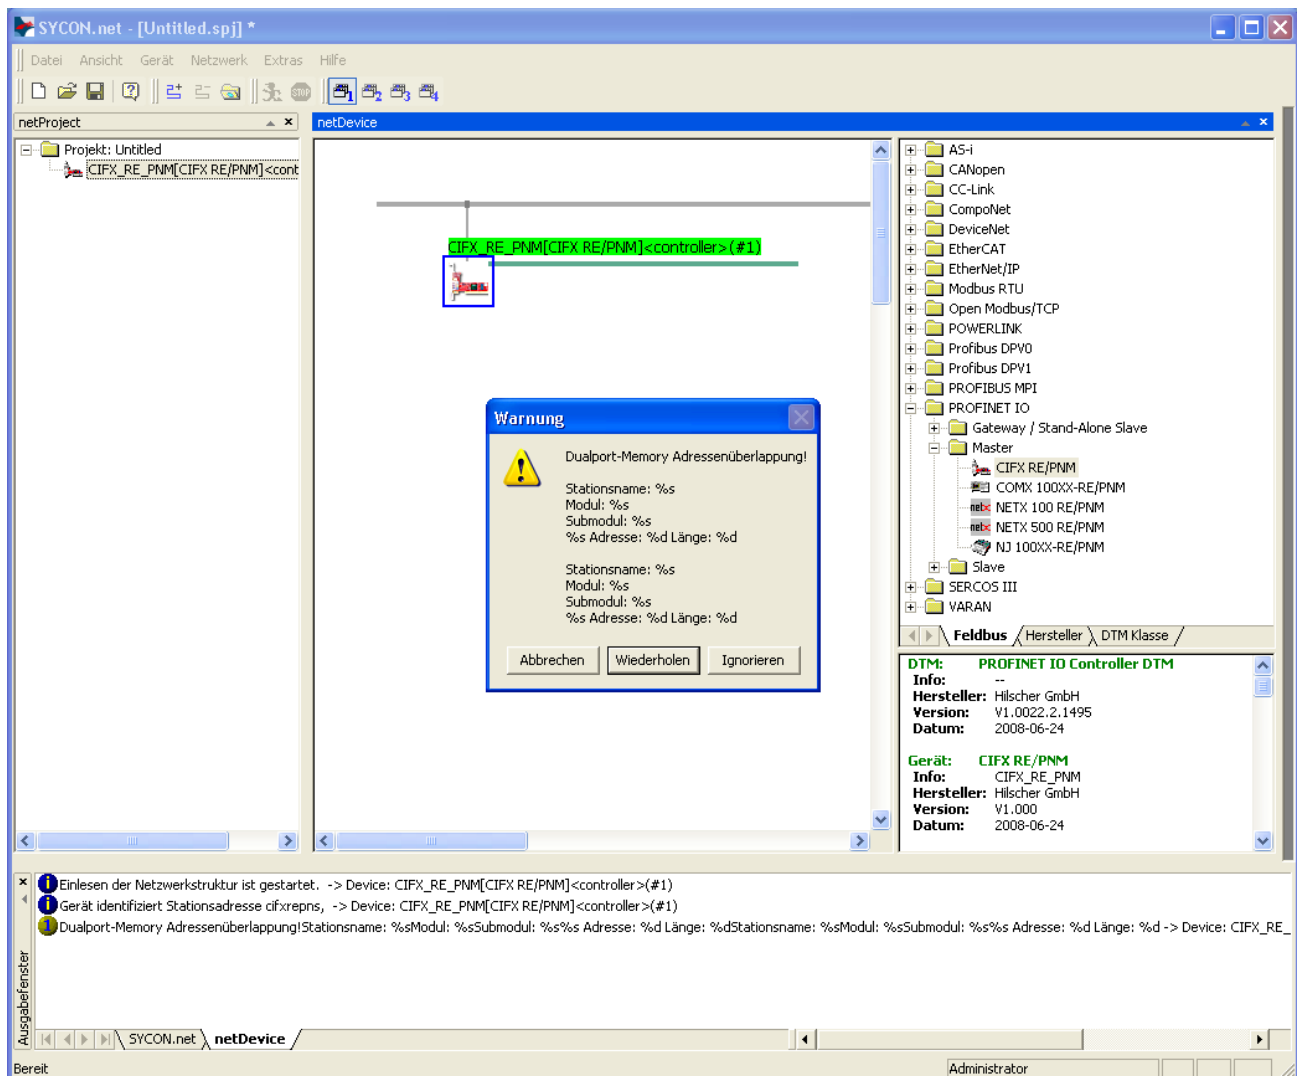 SYCON.net - [Untitled.spj] *
Datei Ansicht Gerät Netzwerk Extras Hilfe
1 2 3 4
netProject
Projekt: Untitled
CIFX_RE_PNM[CIFX RE/PNM]<cont
netDevice
CIFX_RE_PNM[CIFX RE/PNM]<controller>(#1)
Warnung
Dualport-Memory Adressenüberlappung!
Stationsname: %s
Modul: %s
Submodul: %s
%s Adresse: %d Länge: %d
Stationsname: %s
Modul: %s
Submodul: %s
%s Adresse: %d Länge: %d
Abbrechen Wiederholen Ignorieren
AS-i
CANopen
CC-Link
CompoNet
DeviceNet
EtherCAT
EtherNet/IP
Modbus RTU
Open Modbus/TCP
POWERLINK
Profibus DPV0
Profibus DPV1
PROFIBUS MPI
PROFINET IO
Gateway / Stand-Alone Slave
Master
CIFX RE/PNM
COMX 100XX-RE/PNM
netX NETX 100 RE/PNM
netX NETX 500 RE/PNM
NJ 100XX-RE/PNM
Slave
SERCOS III
VARAN
Feldbus Hersteller DTM Klasse
DTM: PROFINET IO Controller DTM
Info: --
Hersteller: Hilscher GmbH
Version: V1.0022.2.1495
Datum: 2008-06-24
Gerät: CIFX RE/PNM
Info: CIFX_RE_PNM
Hersteller: Hilscher GmbH
Version: V1.000
Datum: 2008-06-24
Einlesen der Netzwerkstruktur ist gestartet. -> Device: CIFX_RE_PNM[CIFX RE/PNM]<controller>(#1)
Gerät identifiziert Stationsadresse cifxrepns, -> Device: CIFX_RE_PNM[CIFX RE/PNM]<controller>(#1)
Dualport-Memory Adressenüberlappung!Stationsname: %sModul: %sSubmodul: %s%s Adresse: %d Länge: %dStationsname: %sModul: %sSubmodul: %s%s Adresse: %d Länge: %d -> Device: CIFX_RE_
Ausgabefenster
SYCON.net netDevice
Bereit
Administrator